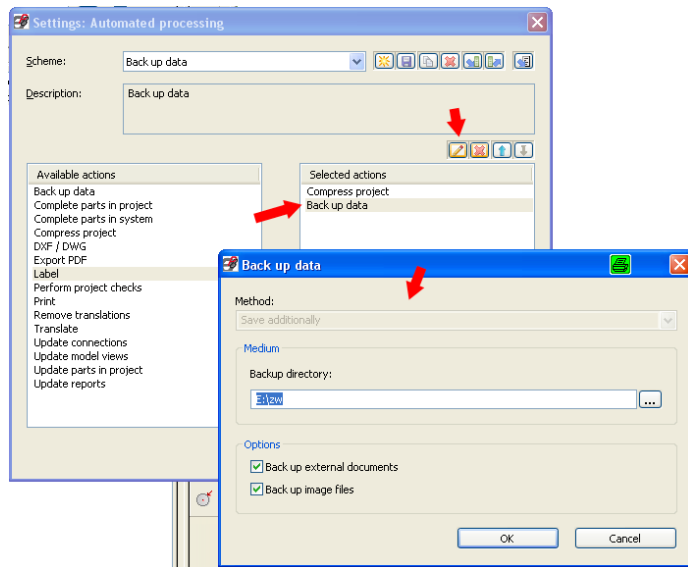 Settings: Automated processing
Scheme:
Back up data
Description:
Back up data
Available actions
Back up data
Complete parts in project
Complete parts in system
Compress project
DXF / DWG
Export PDF
Label
Perform project checks
Print
Remove translations
Translate
Update connections
Update model views
Update parts in project
Update reports
Selected actions
Compress project
Back up data
Back up data
Method:
Save additionally
Medium
Backup directory:
E:\zw
...
Options
Back up external documents
Back up image files
OK
Cancel